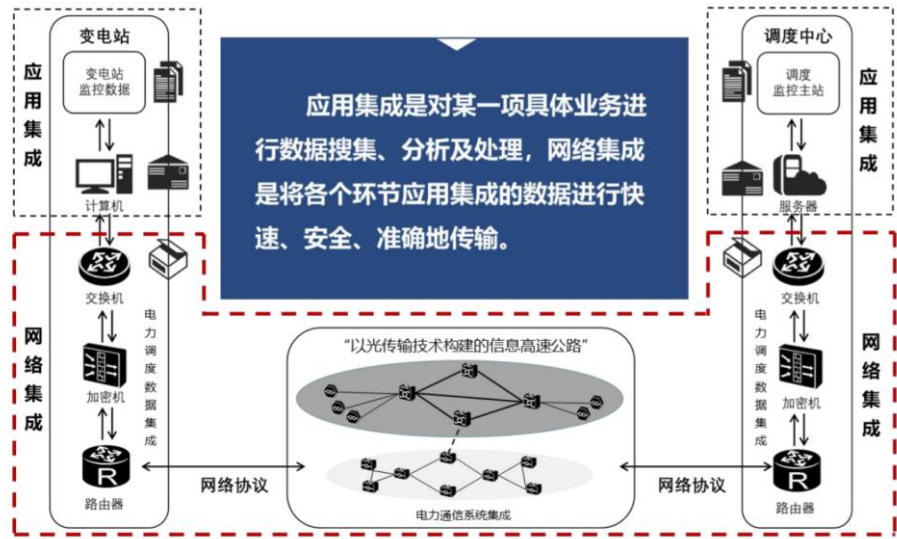 变电站
变电站
监控数据
应用集成
计算机
交换机
加密机
R
路由器
电力调度数据集成
网络集成
应用集成是对某一项具体业务进
行数据搜集、分析及处理，网络集成
是将各个环节应用集成的数据进行快
速、安全、准确地传输。
“以光传输技术构建的信息高速公路”
电力通信系统集成
网络协议
网络协议
调度中心
调度
监控主站
应用集成
服务器
交换机
加密机
R
路由器
电力调度数据集成
网络集成